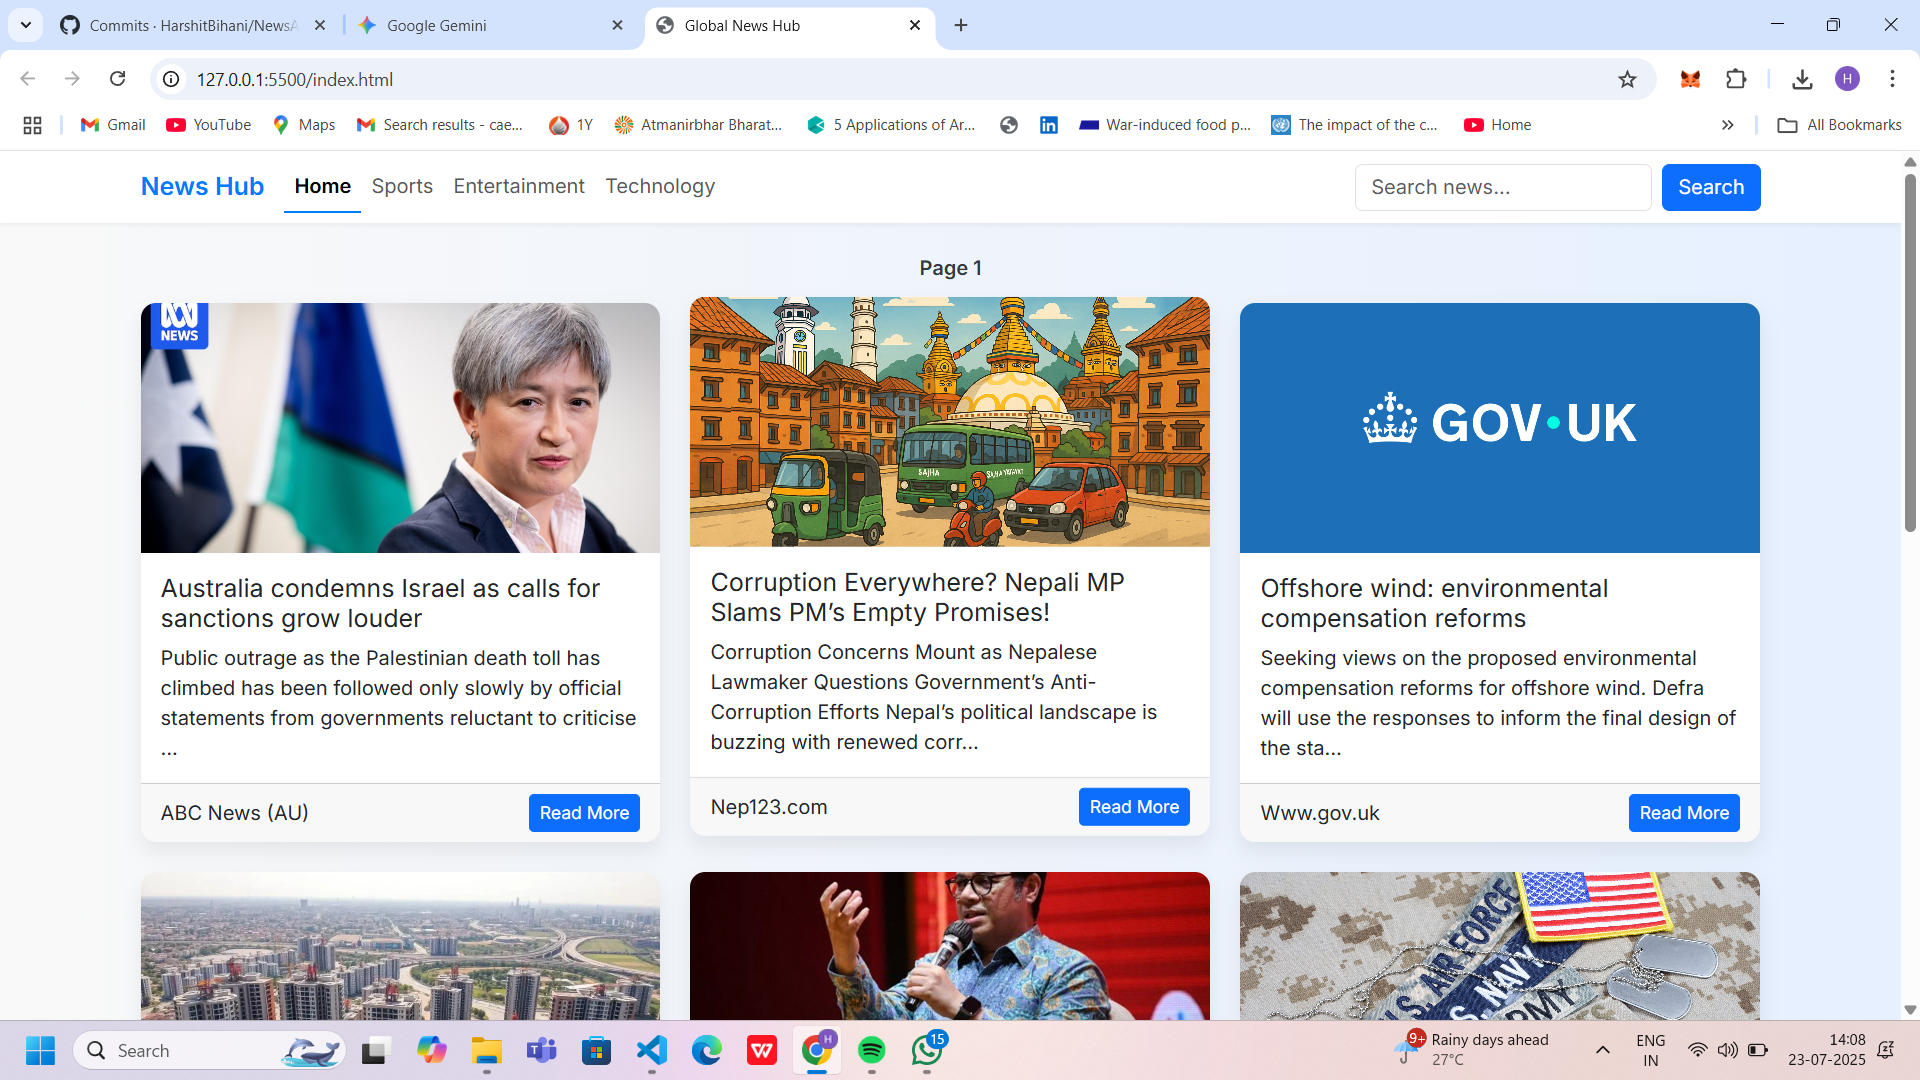 Commits · HarshitBihani/NewsA
Google Gemini
Global News Hub
127.0.0.1:5500/index.html
H
Gmail
YouTube
Maps
Search results - cae...
1Y
Atmanirbhar Bharat...
5 Applications of Ar...
War-induced food p...
The impact of the c...
Home
All Bookmarks
News Hub
Home
Sports
Entertainment
Technology
Search news...
Search
Page 1
NEWS
SAJHA
GOV·UK
Australia condemns Israel as calls for
sanctions grow louder
Public outrage as the Palestinian death toll has
climbed has been followed only slowly by official
statements from governments reluctant to criticise
...
ABC News (AU)
Read More
Corruption Everywhere? Nepali MP
Slams PM’s Empty Promises!
Corruption Concerns Mount as Nepalese
Lawmaker Questions Government’s Anti-
Corruption Efforts Nepal’s political landscape is
buzzing with renewed corr...
Nep123.com
Read More
Offshore wind: environmental
compensation reforms
Seeking views on the proposed environmental
compensation reforms for offshore wind. Defra
will use the responses to inform the final design of
the sta...
Www.gov.uk
Read More
U.S. AIR FORCE
U.S. NAVY
ARMY
Search
H
15
9+
Rainy days ahead
27°C
ENG
IN
14:08
23-07-2025